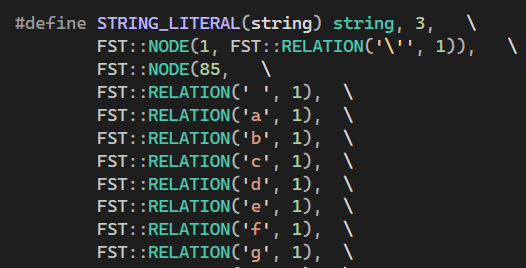 #define STRING_LITERAL(string) string, 3,   \
FST::NODE(1, FST::RELATION('\'', 1)),   \
FST::NODE(85,   \
FST::RELATION(' ', 1),  \
FST::RELATION('a', 1),  \
FST::RELATION('b', 1),  \
FST::RELATION('c', 1),  \
FST::RELATION('d', 1),  \
FST::RELATION('e', 1),  \
FST::RELATION('f', 1),  \
FST::RELATION('g', 1),  \